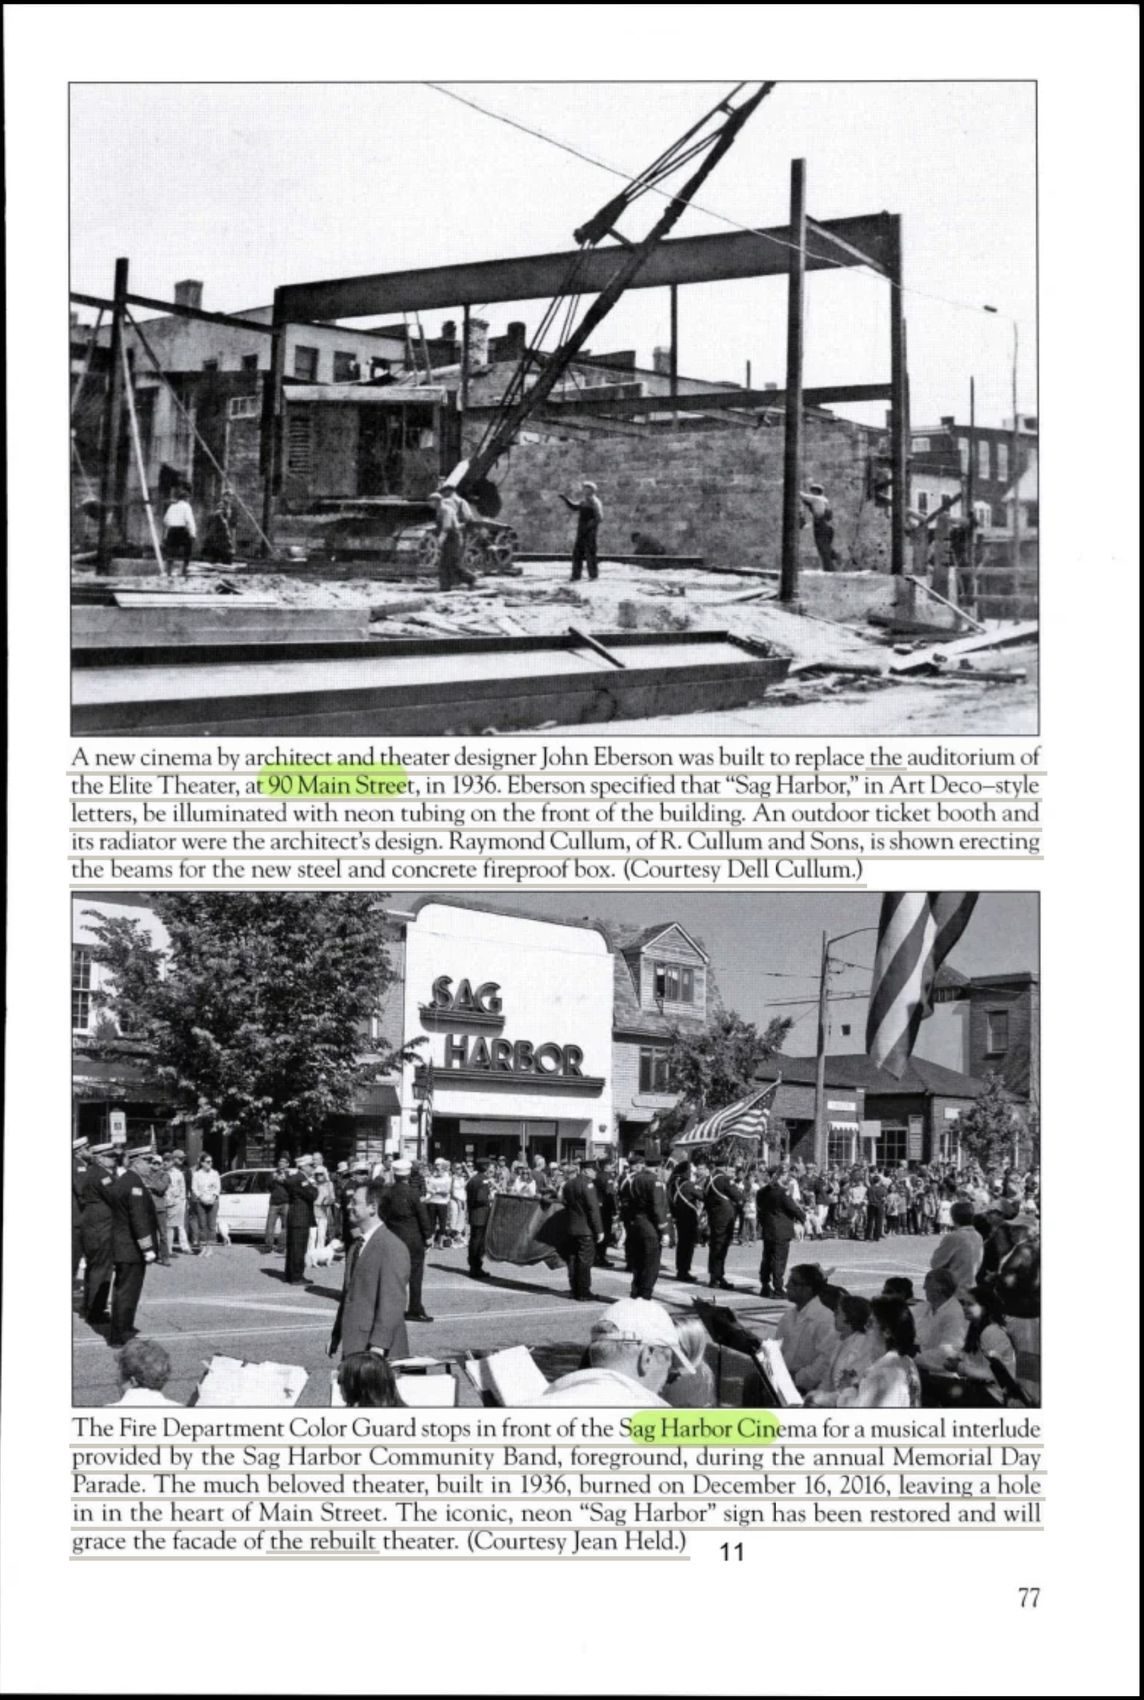 A new cinema by architect and theater designer John Eberson was built to replace the auditorium of
the Elite Theater, at 90 Main Street, in 1936. Eberson specified that “Sag Harbor,” in Art Deco–style
letters, be illuminated with neon tubing on the front of the building. An outdoor ticket booth and
its radiator were the architect’s design. Raymond Cullum, of R. Cullum and Sons, is shown erecting
the beams for the new steel and concrete fireproof box. (Courtesy Dell Cullum.)
SAG
HARBOR
The Fire Department Color Guard stops in front of the Sag Harbor Cinema for a musical interlude
provided by the Sag Harbor Community Band, foreground, during the annual Memorial Day
Parade. The much beloved theater, built in 1936, burned on December 16, 2016, leaving a hole
in in the heart of Main Street. The iconic, neon “Sag Harbor” sign has been restored and will
grace the facade of the rebuilt theater. (Courtesy Jean Held.)
11
77